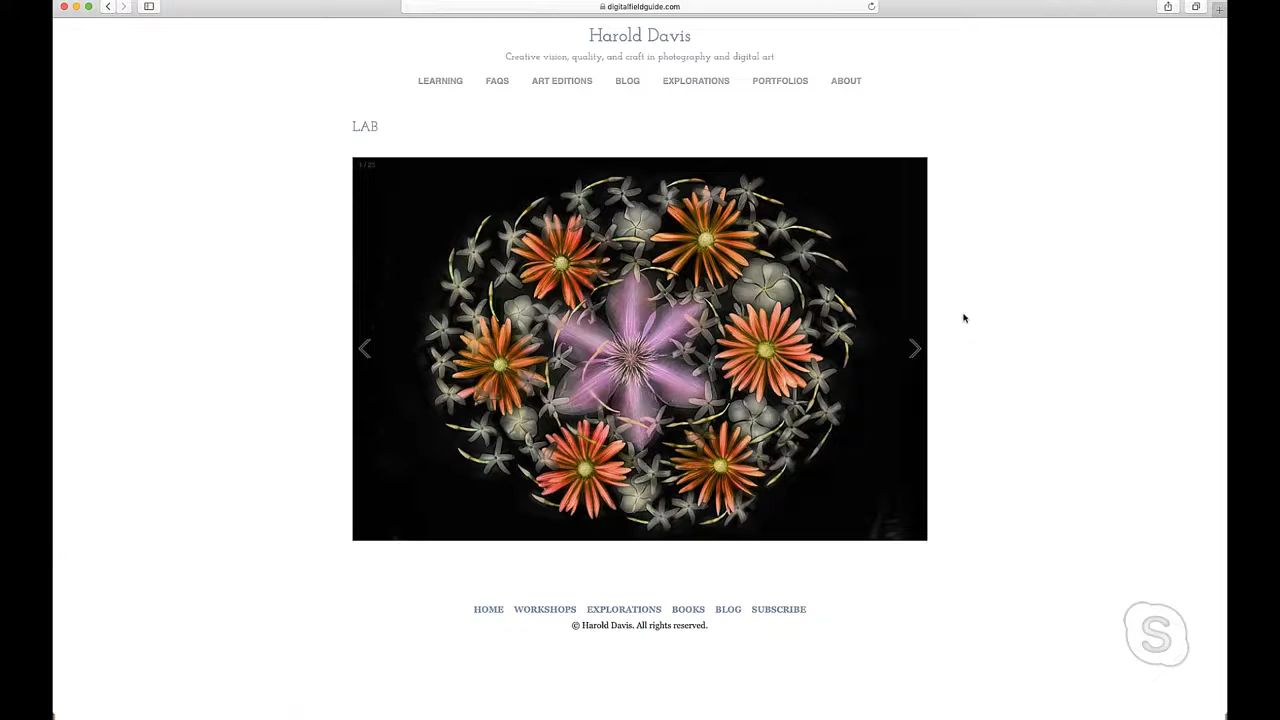 digitalfieldguide.com
Harold Davis
Creative vision, quality, and craft in photography and digital art
LEARNING FAQS ART EDITIONS BLOG EXPLORATIONS PORTFOLIOS ABOUT
LAB
1 / 25
HOME WORKSHOPS EXPLORATIONS BOOKS BLOG SUBSCRIBE
© Harold Davis. All rights reserved.
S